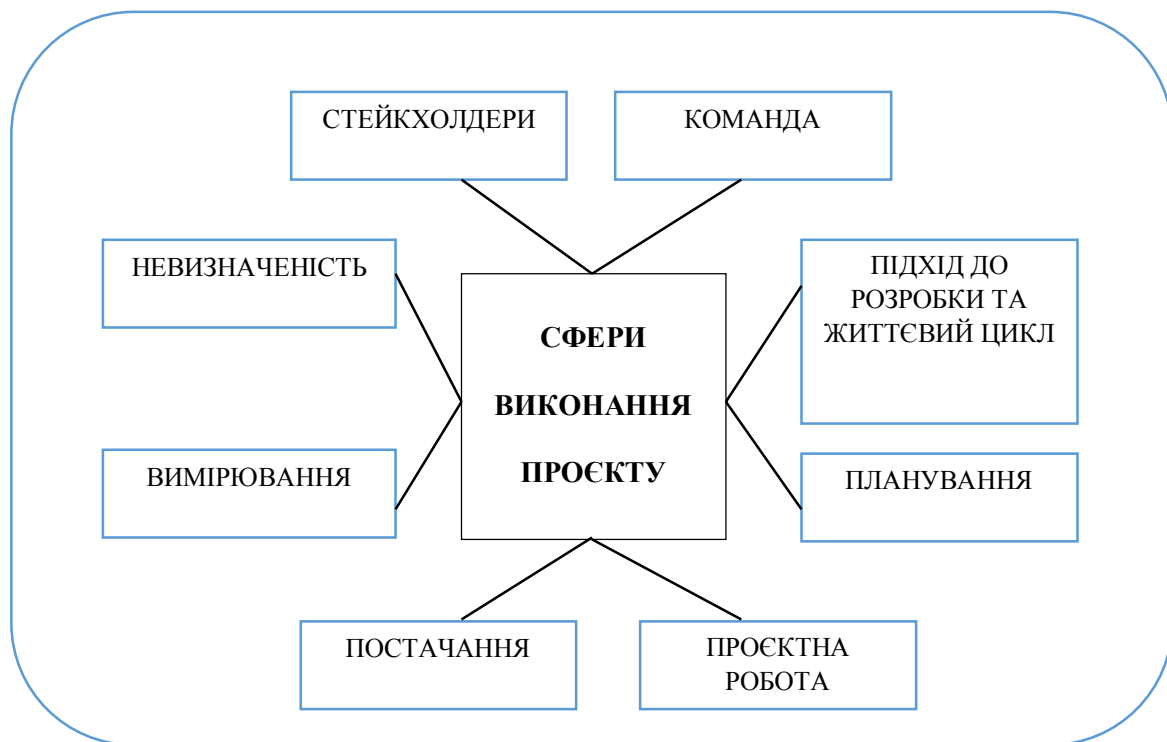 СТЕЙКХОЛДЕРИ
КОМАНДА
НЕВИЗНАЧЕНІСТЬ
ПІДХІД ДО
РОЗРОБКИ ТА
ЖИТТЄВИЙ ЦИКЛ
СФЕРИ
ВИКОНАННЯ
ПРОЄКТУ
ВИМІРЮВАННЯ
ПЛАНУВАННЯ
ПОСТАЧАННЯ
ПРОЄКТНА
РОБОТА